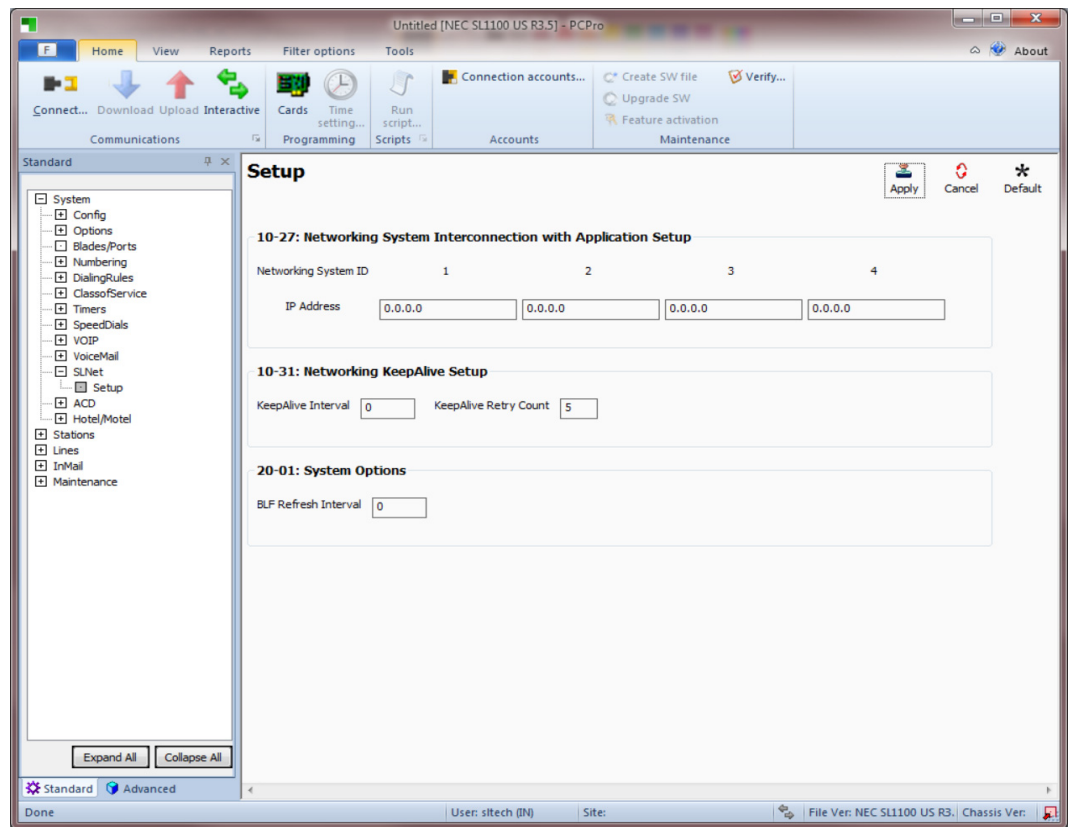 Untitled [NEC SL1100 US R3.5] - PCPro
F Home View Reports Filter options Tools About
Connect... Download Upload Interactive Cards Time setting... Run script... Connection accounts... C* Create SW file Verify...
Upgrade SW
Feature activation
Communications Programming Scripts Accounts Maintenance
Standard
System
Config
Options
Blades/Ports
Numbering
DialingRules
ClassofService
Timers
SpeedDials
VOIP
VoiceMail
SLNet
Setup
ACD
Hotel/Motel
Stations
Lines
InMail
Maintenance
Expand All Collapse All
Standard Advanced
Setup
Apply Cancel Default
10-27: Networking System Interconnection with Application Setup
Networking System ID 1 2 3 4
IP Address 0.0.0.0 0.0.0.0 0.0.0.0 0.0.0.0
10-31: Networking KeepAlive Setup
KeepAlive Interval 0 KeepAlive Retry Count 5
20-01: System Options
BLF Refresh Interval 0
Done User: sltech (IN) Site: File Ver: NEC SL1100 US R3. Chassis Ver: